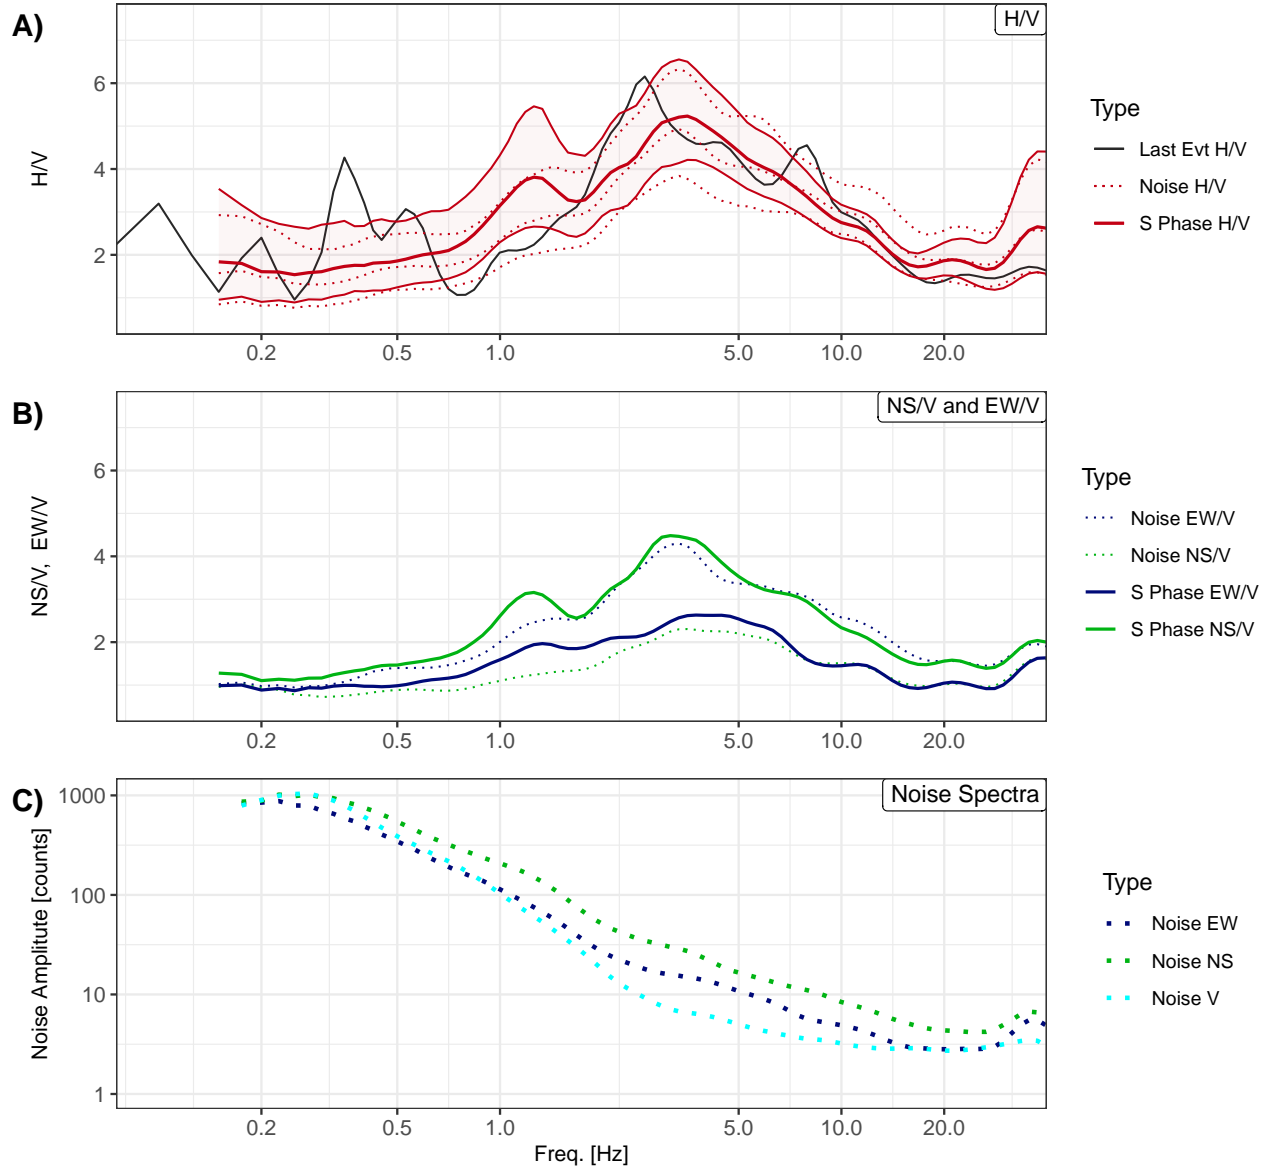 A)
H/V
6
4
2
H/V
0.2 0.5 1.0 5.0 10.0 20.0
Type
Last Evt H/V
Noise H/V
S Phase H/V
B)
NS/V and EW/V
6
4
2
NS/V, EW/V
0.2 0.5 1.0 5.0 10.0 20.0
Type
Noise EW/V
Noise NS/V
S Phase EW/V
S Phase NS/V
C)
Noise Spectra
1000
100
10
1
Noise Amplitute [counts]
0.2 0.5 1.0 5.0 10.0 20.0
Freq. [Hz]
Type
Noise EW
Noise NS
Noise V